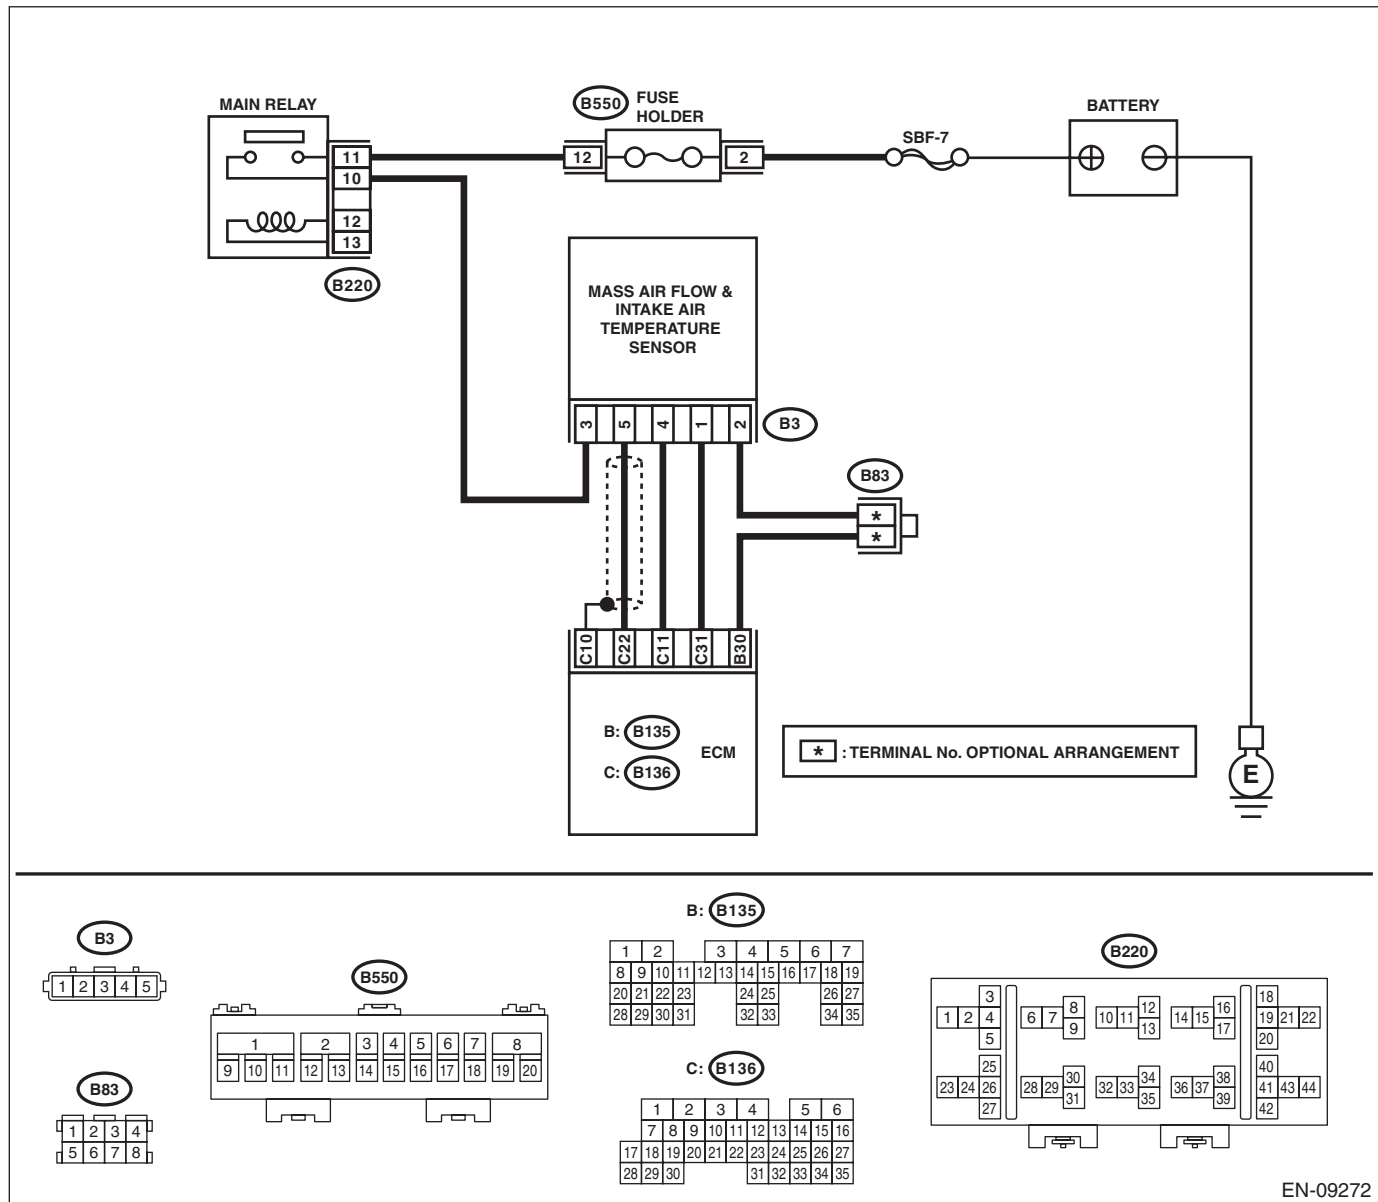 MAIN RELAY
B550
FUSE
HOLDER
BATTERY
SBF-7
11
10
12
13
12
2
B220
MASS AIR FLOW &
INTAKE AIR
TEMPERATURE
SENSOR
3 5 4 1 2
B3
B83
*
*
C10 C22 C11 C31 B30
B: B135
C: B136
ECM
* : TERMINAL No. OPTIONAL ARRANGEMENT
E
B3
1 2 3 4 5
B83
1 2 3 4
5 6 7 8
B550
1 2 3 4 5 6 7 8
9 10 11 12 13 14 15 16 17 18 19 20
B: B135
1 2 3 4 5 6 7
8 9 10 11 12 13 14 15 16 17 18 19
20 21 22 23 24 25 26 27
28 29 30 31 32 33 34 35
C: B136
1 2 3 4 5 6
7 8 9 10 11 12 13 14 15 16
17 18 19 20 21 22 23 24 25 26 27
28 29 30 31 32 33 34 35
B220
3 8 12 16 18
1 2 4 6 7 10 11 14 15 19 21 22
5 9 13 17 20
25 30 34 38 40
23 24 26 28 29 32 33 36 37 41 43 44
27 31 35 39 42
EN-09272